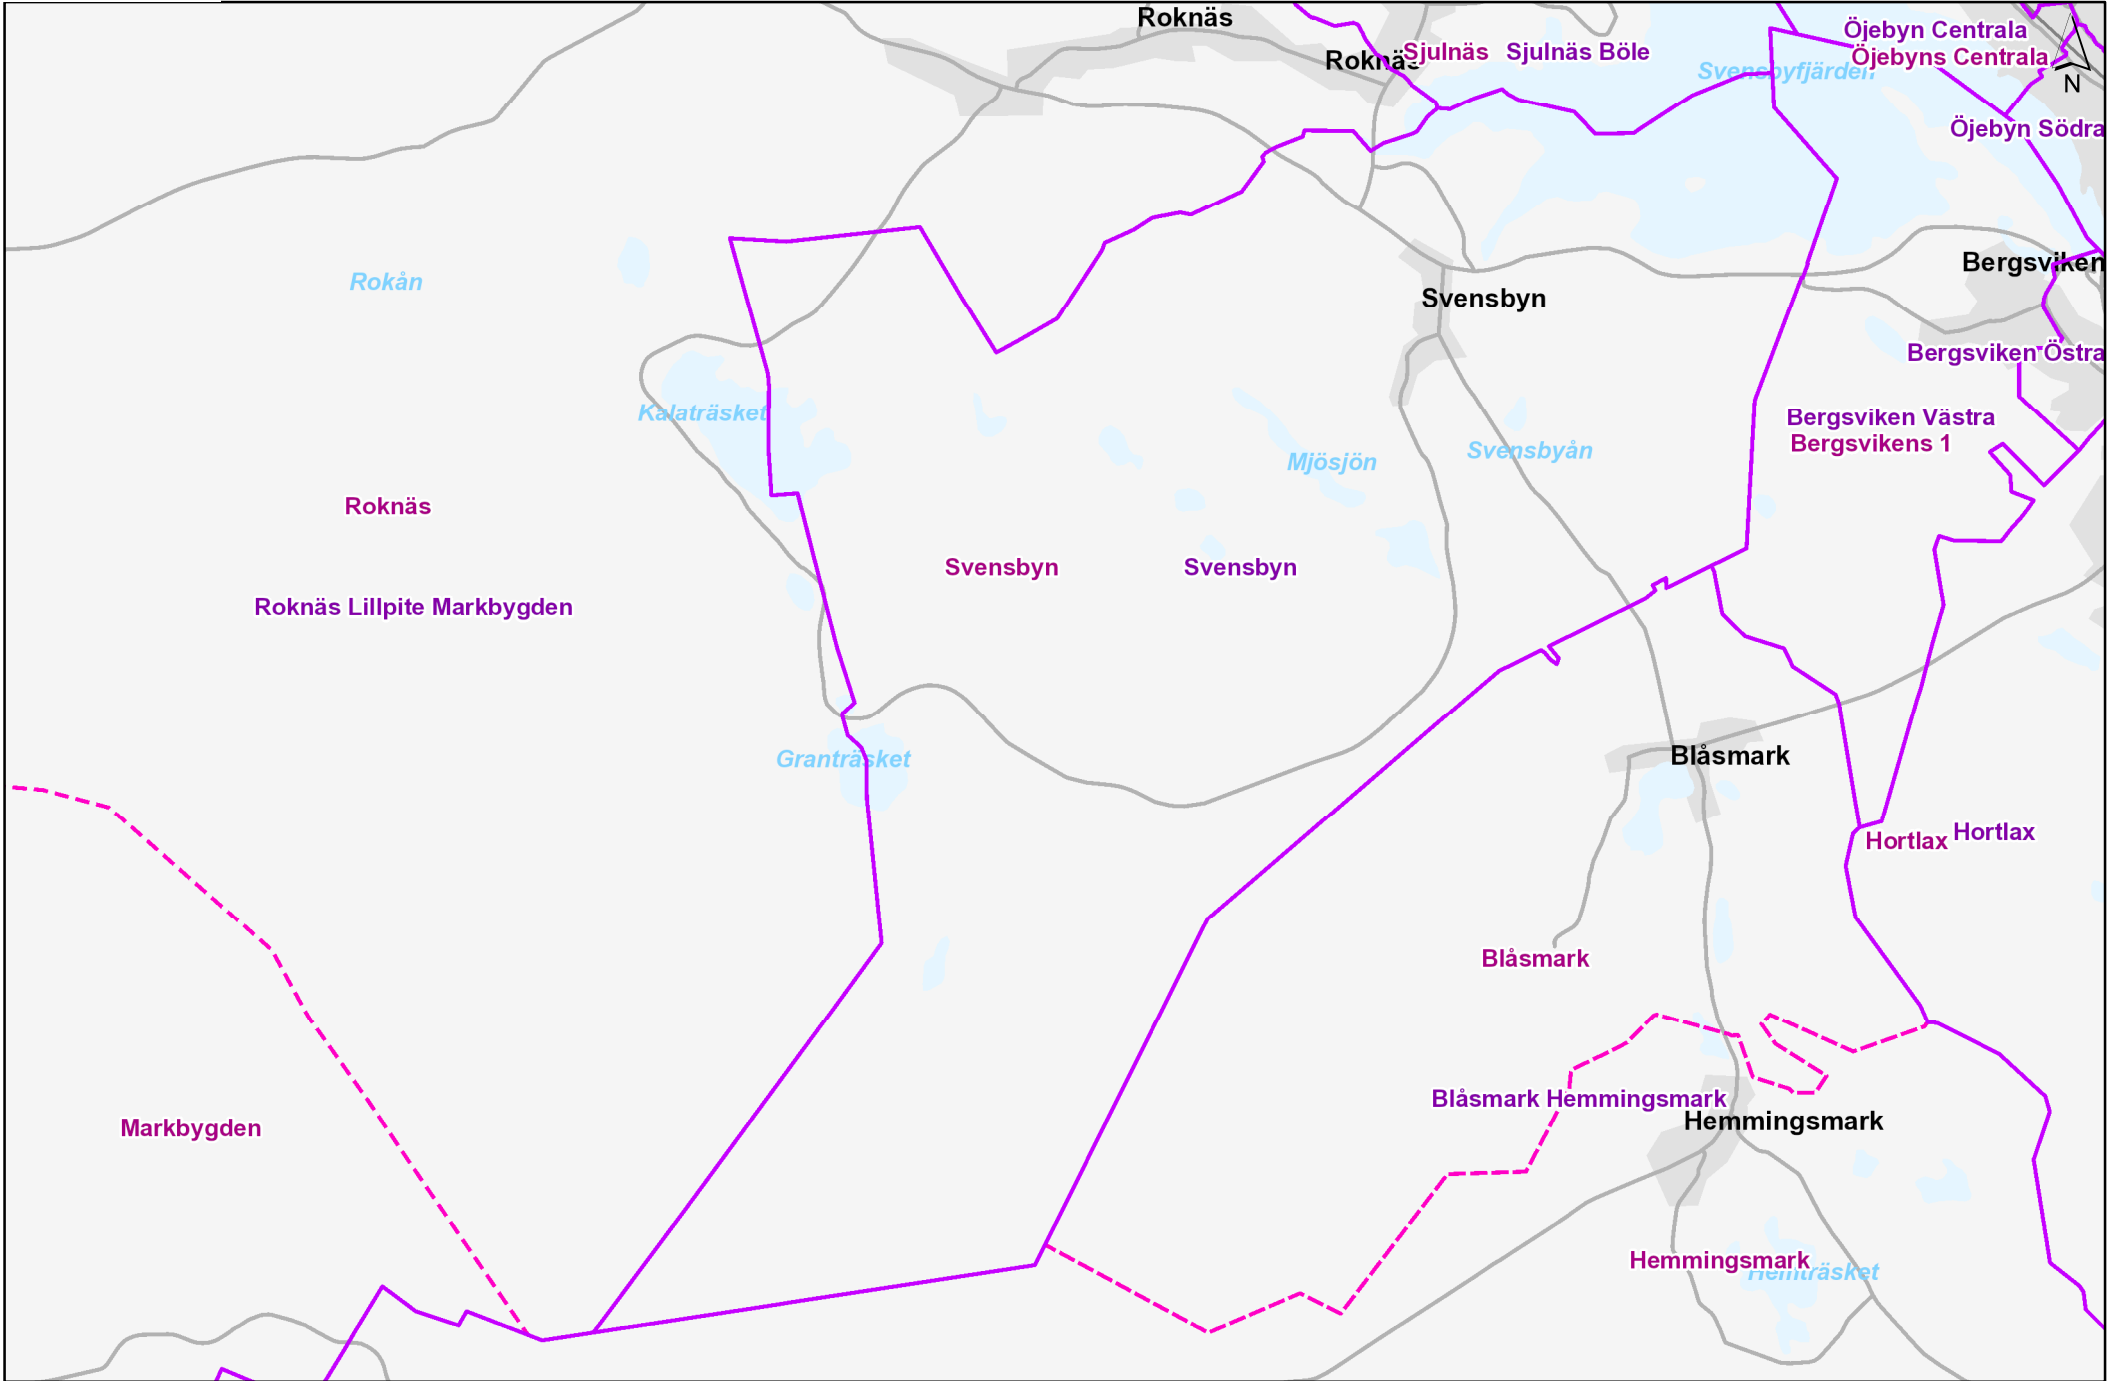 Roknäs
Öjebyn Centrala
Roknäs
Sjulnäs
Sjulnäs Böle
Öjebyns Centrala
Svensbyfjärden
N
Öjebyn Södra
Bergsviken
Rokån
Svensbyn
Bergsviken Östra
Kalaträsket
Bergsviken Västra
Bergsvikens 1
Svensbyån
Mjösjön
Roknäs
Svensbyn
Svensbyn
Roknäs Lillpite Markbygden
Blåsmark
Granträsket
Hortlax
Hortlax
Blåsmark
Blåsmark Hemmingsmark
Hemmingsmark
Markbygden
Hemmingsmark
Hemträsket